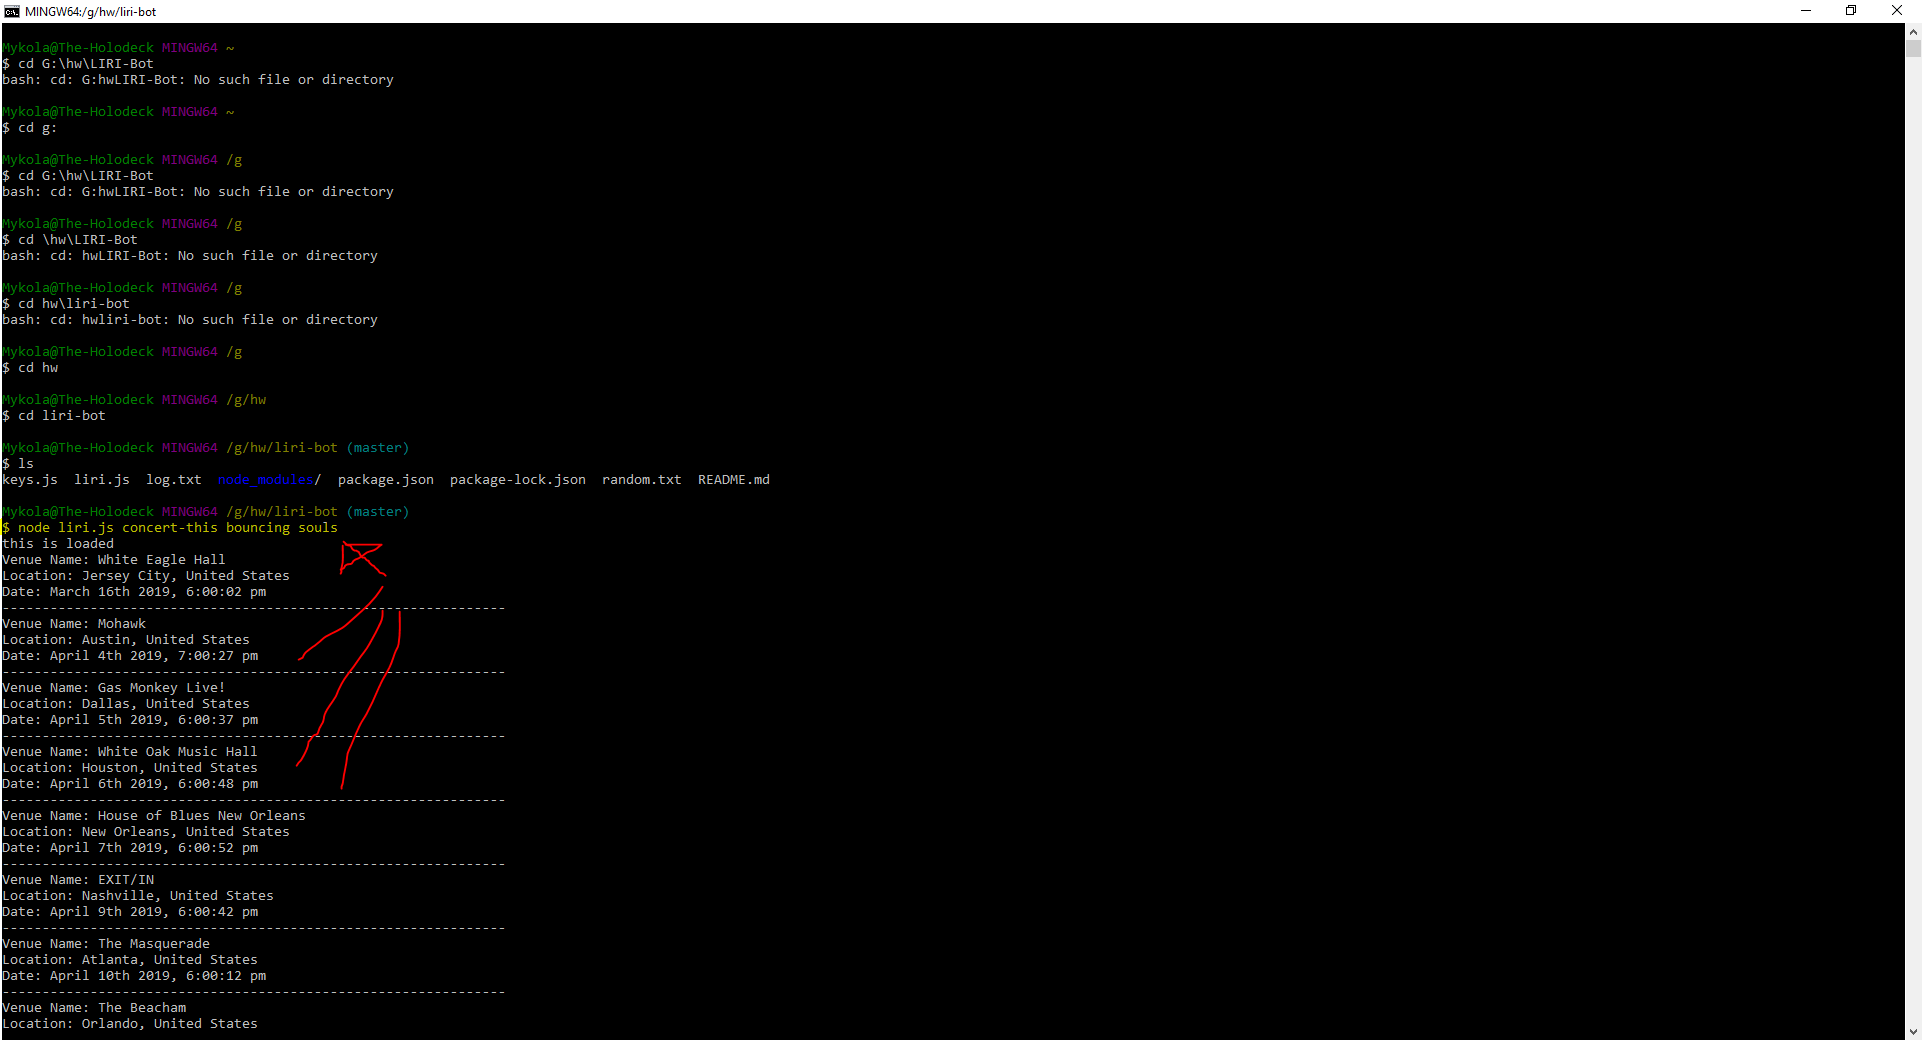 MINGW64:/g/hw/liri-bot
Mykola@The-Holodeck MINGW64 ~
$ cd G:\hw\LIRI-Bot
bash: cd: G:hwLIRI-Bot: No such file or directory
Mykola@The-Holodeck MINGW64 ~
$ cd g:
Mykola@The-Holodeck MINGW64 /g
$ cd G:\hw\LIRI-Bot
bash: cd: G:hwLIRI-Bot: No such file or directory
Mykola@The-Holodeck MINGW64 /g
$ cd \hw\LIRI-Bot
bash: cd: hwLIRI-Bot: No such file or directory
Mykola@The-Holodeck MINGW64 /g
$ cd hw\liri-bot
bash: cd: hwliri-bot: No such file or directory
Mykola@The-Holodeck MINGW64 /g
$ cd hw
Mykola@The-Holodeck MINGW64 /g/hw
$ cd liri-bot
Mykola@The-Holodeck MINGW64 /g/hw/liri-bot (master)
$ ls
keys.js  liri.js  log.txt  node_modules/  package.json  package-lock.json  random.txt  README.md
Mykola@The-Holodeck MINGW64 /g/hw/liri-bot (master)
$ node liri.js concert-this bouncing souls
this is loaded
Venue Name: White Eagle Hall
Location: Jersey City, United States
Date: March 16th 2019, 6:00:02 pm
---------------------------------------------------------------
Venue Name: Mohawk
Location: Austin, United States
Date: April 4th 2019, 7:00:27 pm
---------------------------------------------------------------
Venue Name: Gas Monkey Live!
Location: Dallas, United States
Date: April 5th 2019, 6:00:37 pm
---------------------------------------------------------------
Venue Name: White Oak Music Hall
Location: Houston, United States
Date: April 6th 2019, 6:00:48 pm
---------------------------------------------------------------
Venue Name: House of Blues New Orleans
Location: New Orleans, United States
Date: April 7th 2019, 6:00:52 pm
---------------------------------------------------------------
Venue Name: EXIT/IN
Location: Nashville, United States
Date: April 9th 2019, 6:00:42 pm
---------------------------------------------------------------
Venue Name: The Masquerade
Location: Atlanta, United States
Date: April 10th 2019, 6:00:12 pm
---------------------------------------------------------------
Venue Name: The Beacham
Location: Orlando, United States